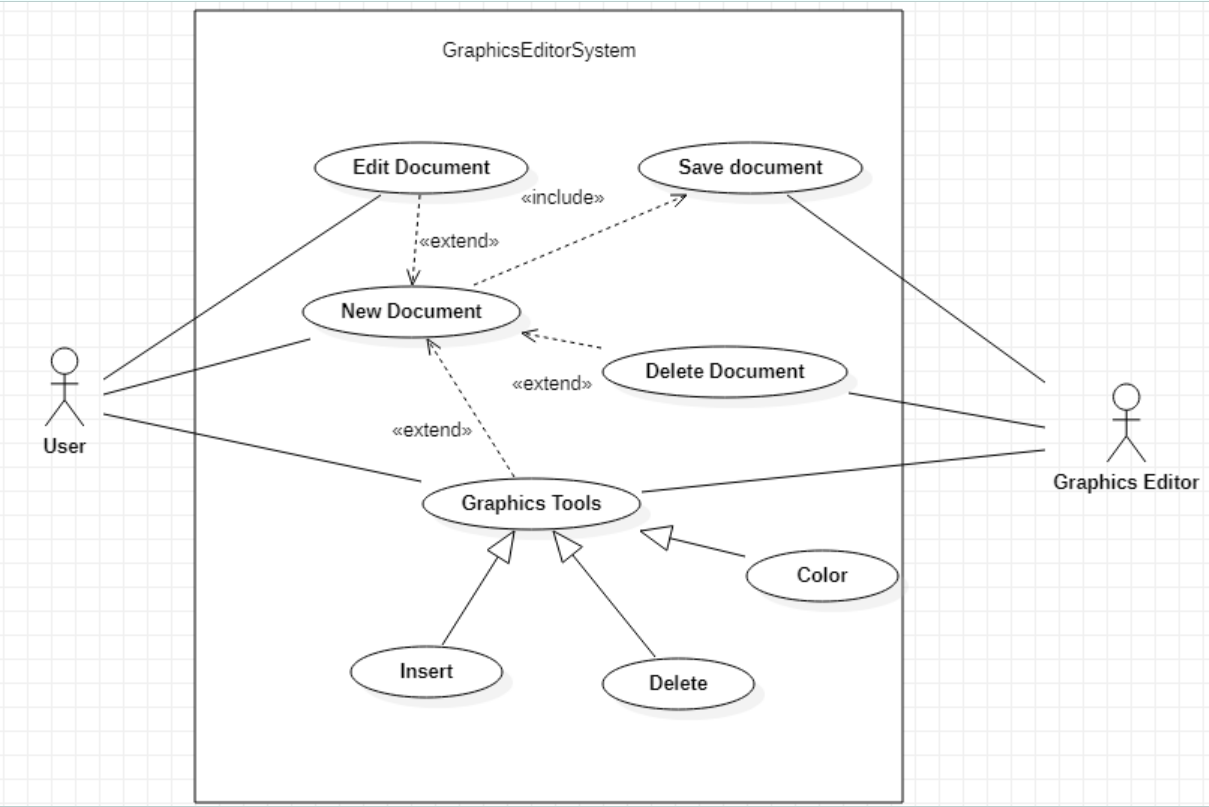 GraphicsEditorSystem
Edit Document
Save document
«include»
«extend»
New Document
Delete Document
«extend»
«extend»
User
Graphics Editor
Graphics Tools
Color
Insert
Delete